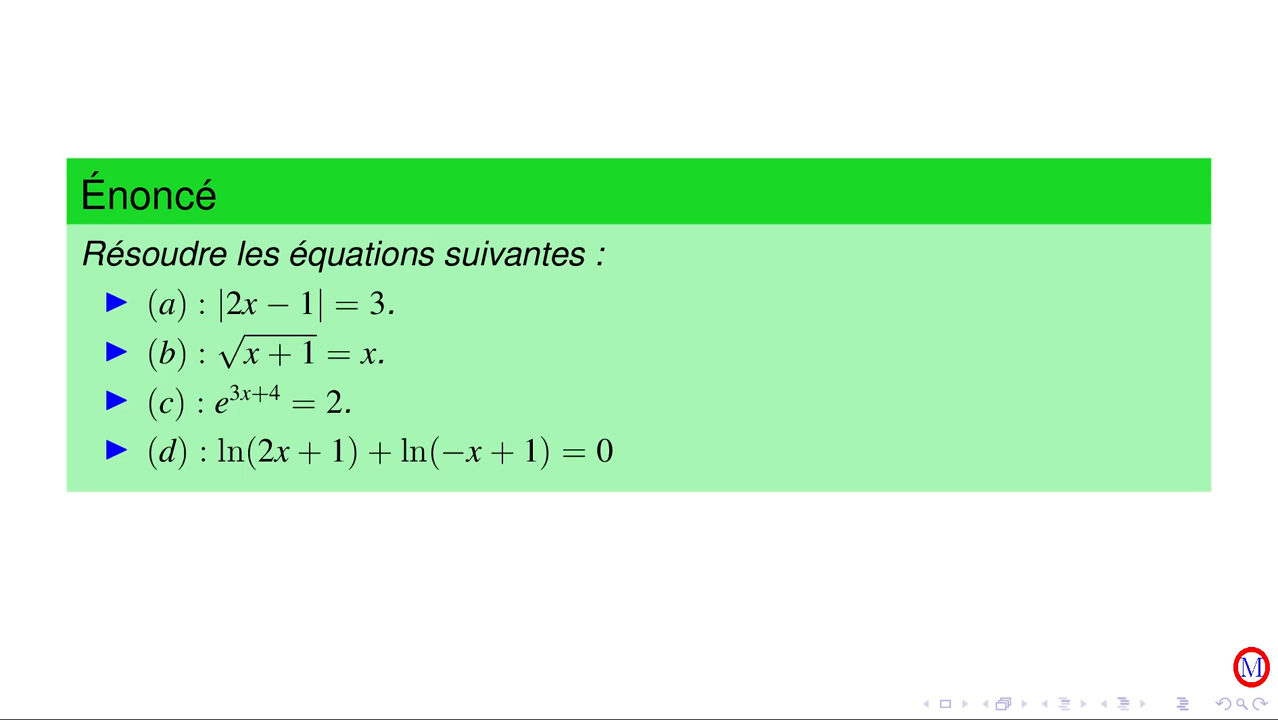 Énoncé
Résoudre les équations suivantes :
(a) : |2x − 1| = 3.
(b) : √(x + 1) = x.
(c) : e^{3x+4} = 2.
(d) : ln(2x + 1) + ln(−x + 1) = 0
M